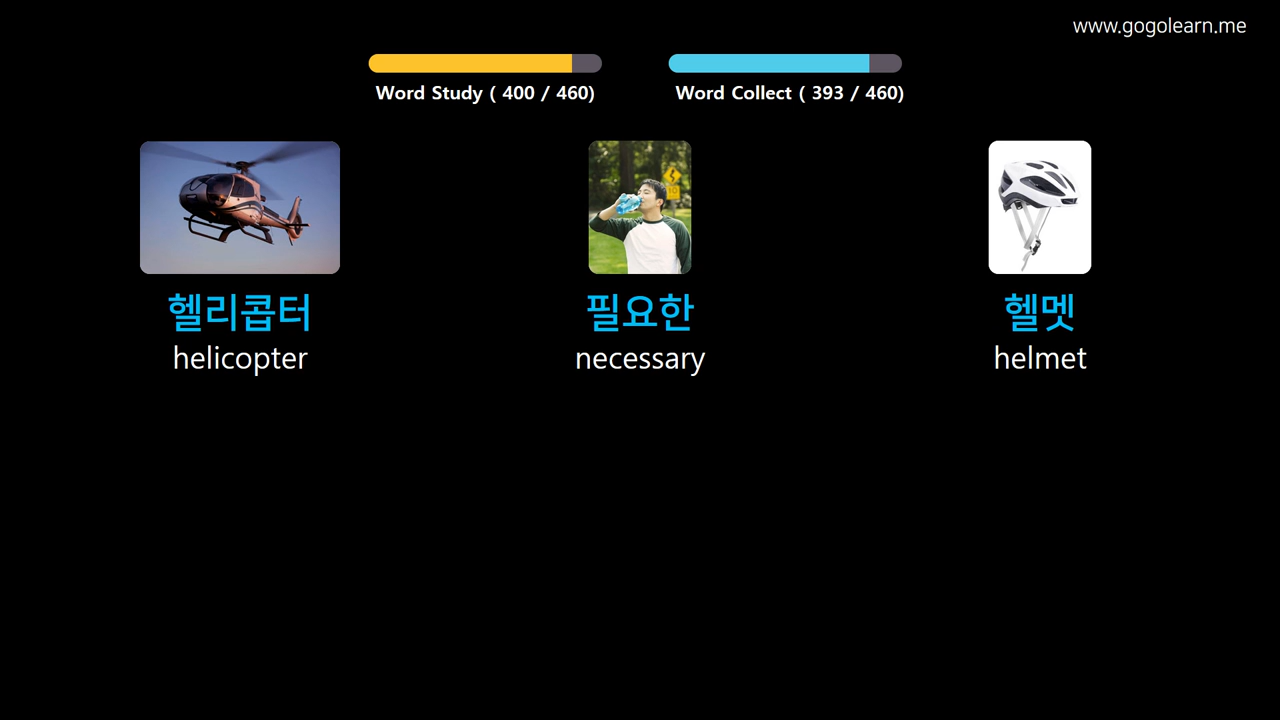 www.gogolearn.me
Word Study ( 400 / 460)
Word Collect ( 393 / 460)
헬리콥터
helicopter
필요한
necessary
헬멧
helmet